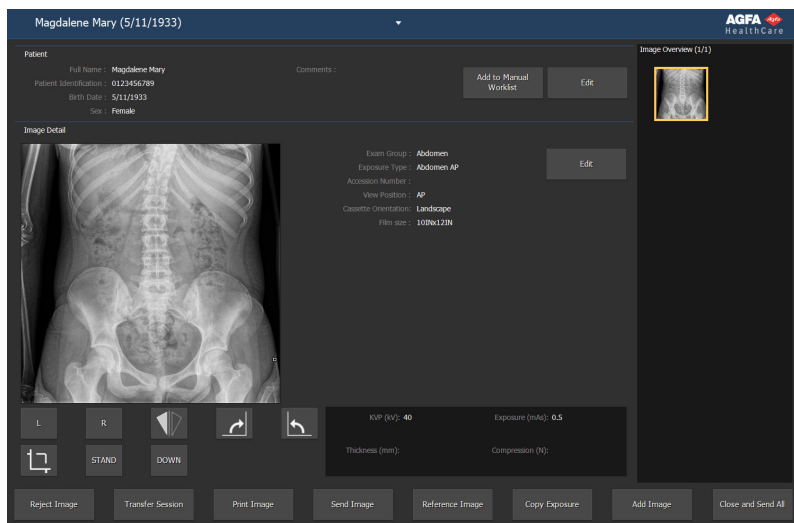 Magdalene Mary (5/11/1933)
AGFA
HealthCare
Patient
Full Name : Magdalene Mary
Comments :
Patient Identification : 0123456789
Birth Date : 5/11/1933
Sex : Female
Add to Manual Worklist
Edit
Image Overview (1/1)
Image Detail
Exam Group : Abdomen
Exposure Type : Abdomen AP
Accession Number :
View Position : AP
Cassette Orientation: Landscape
Film size : 10INx12IN
Edit
L
R
STAND
DOWN
KVP (kV): 40
Exposure (mAs): 0.5
Thickness (mm):
Compression (N):
Reject Image
Transfer Session
Print Image
Send Image
Reference Image
Copy Exposure
Add Image
Close and Send All